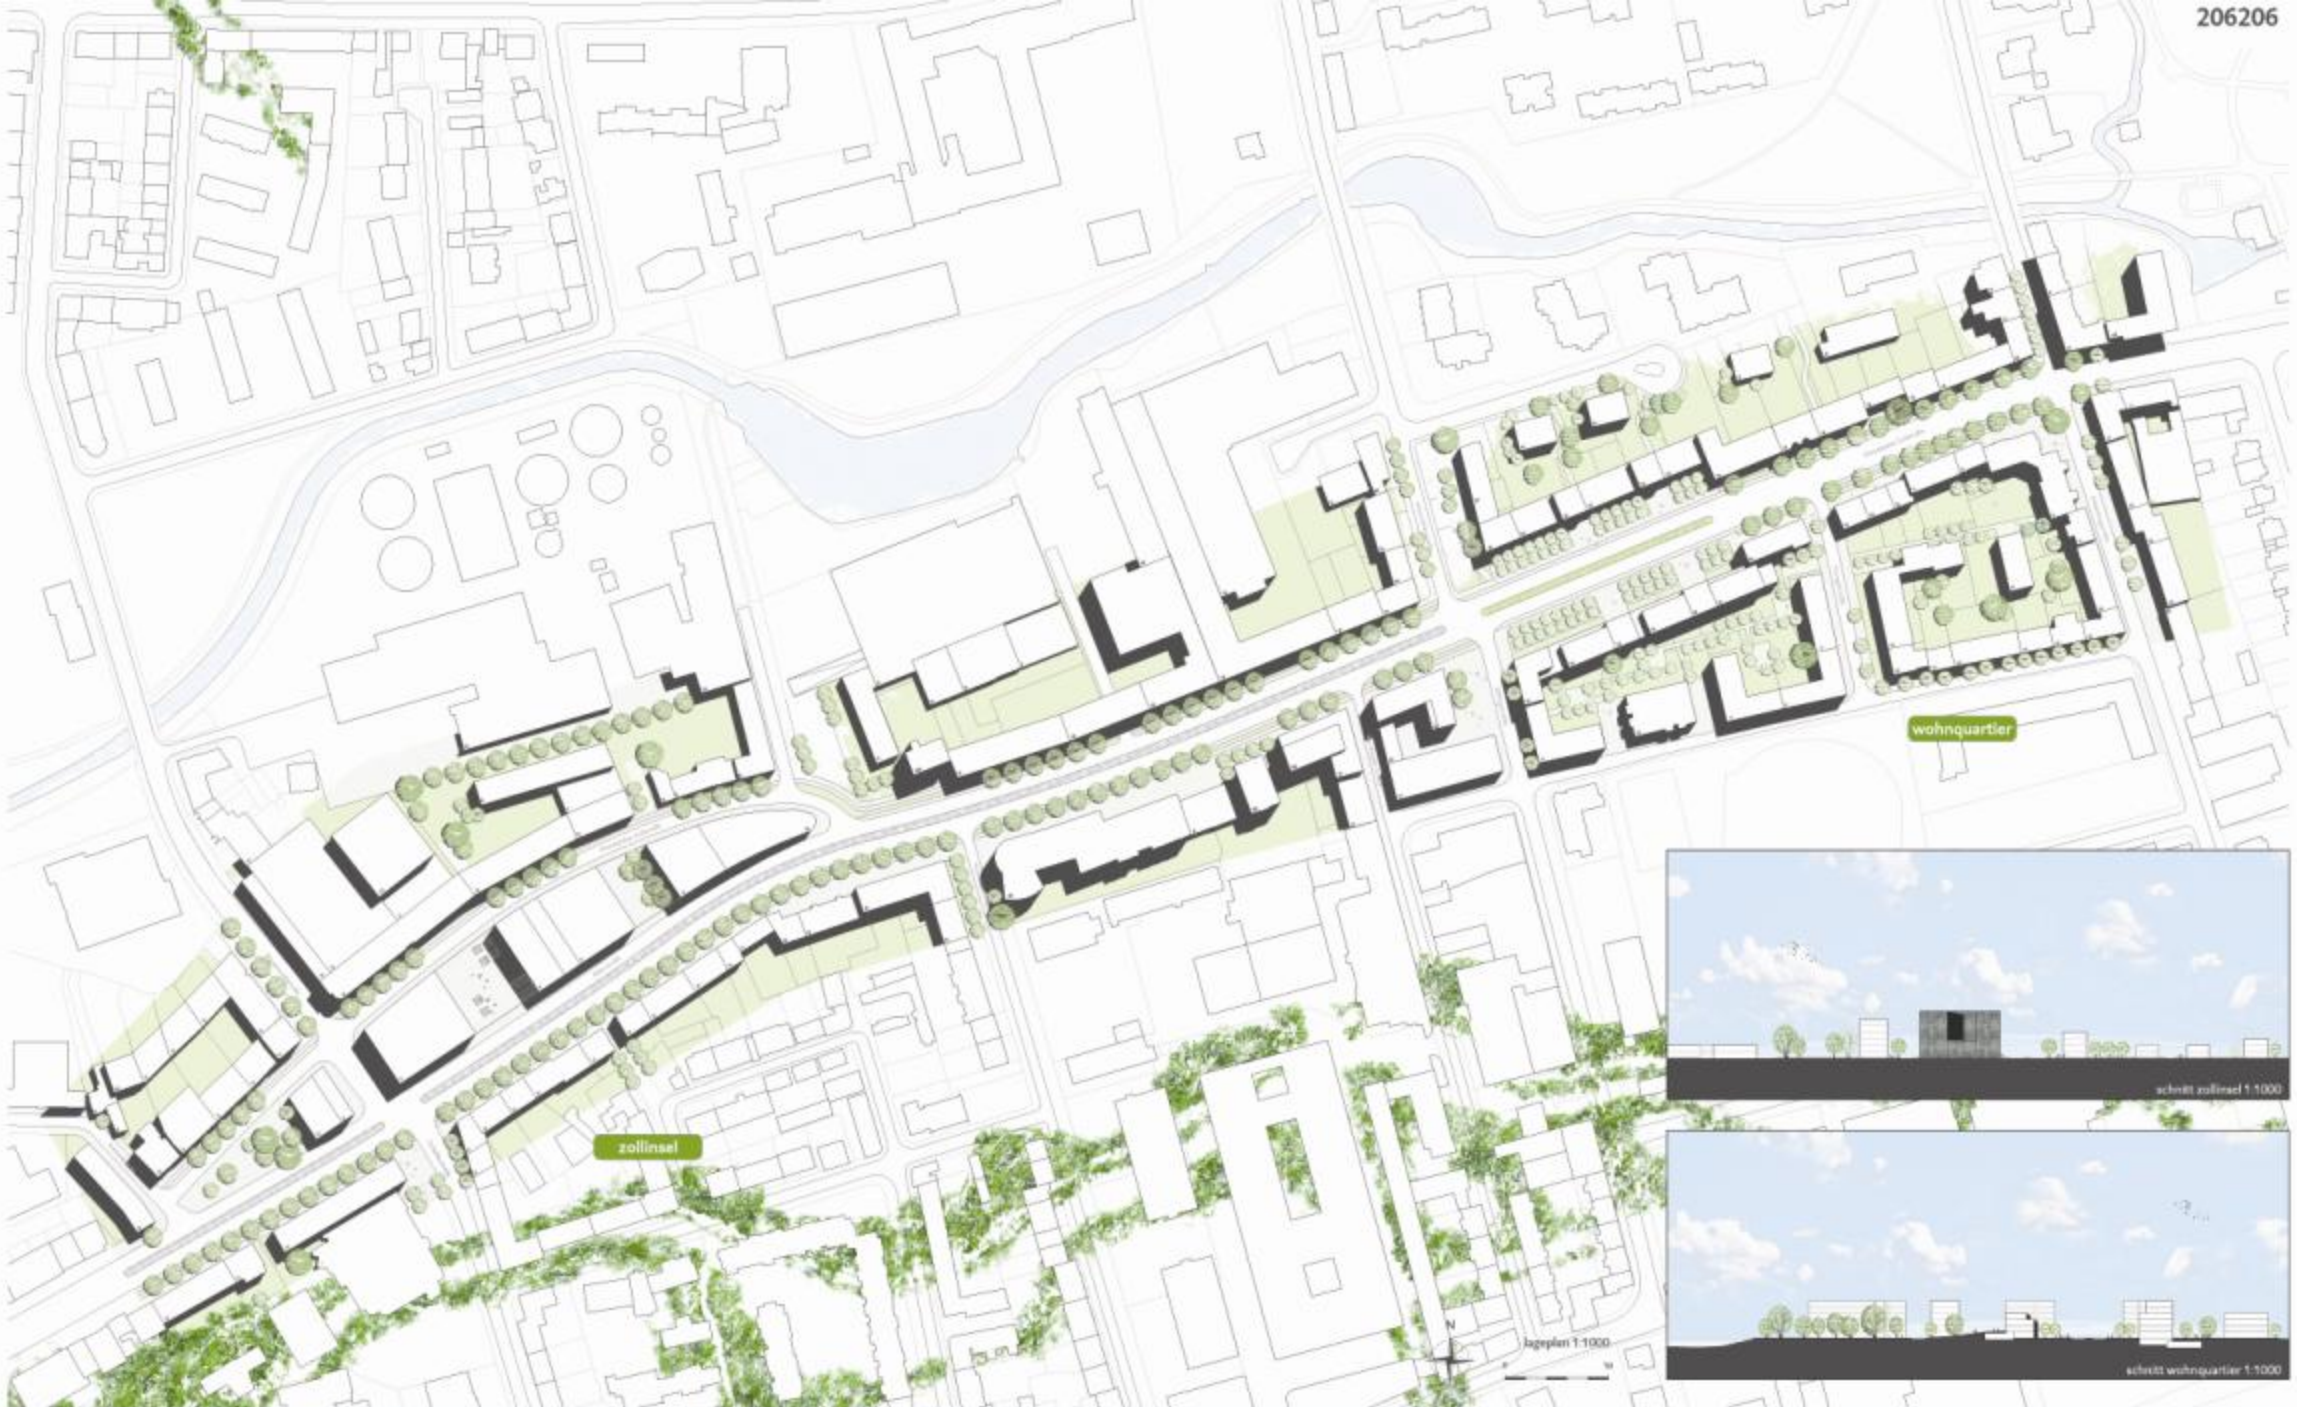 206206
wohnquartier
zollinsel
schnitt zollinsel 1:1000
lageplan 1:1000
N
schnitt wohnquartier 1:1000